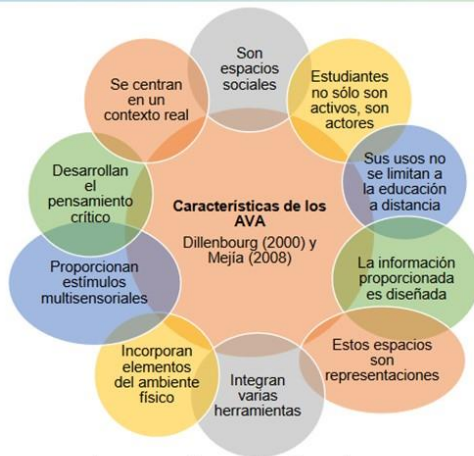 Son
espacios
sociales
Estudiantes
no sólo son
activos, son
actores
Sus usos no
se limitan a
la educación
a distancia
La información
proporcionada
es diseñada
Estos espacios
son
representaciones
Integran
varias
herramientas
Incorporan
elementos
del ambiente
físico
Proporcionan
estímulos
multisensoriales
Desarrollan
el
pensamiento
crítico
Se centran
en un
contexto real
Características de los
AVA
Dillenbourg (2000) y
Mejía (2008)